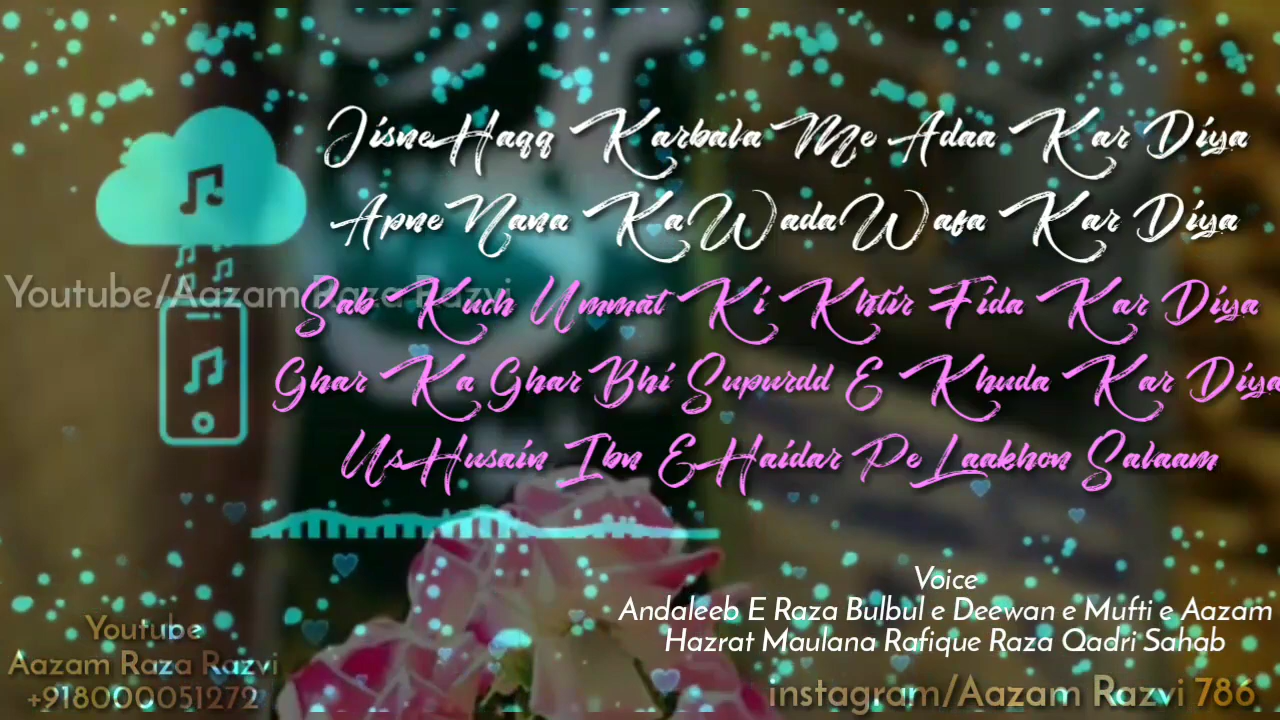 Jisne Haqq Karbala Me Adaa Kar Diya
Apne Nana Ka Wada Wafa Kar Diya
Youtube/Aazam Raza Razvi
Sab Kuch Ummat Ki Khtir Fida Kar Diya
Ghar Ka Ghar Bhi Supurdd E Khuda Kar Diya
Us Husain Ibn E Haidar Pe Laakhon Salaam
Voice
Andaleeb E Raza Bulbul e Deewan e Mufti e Aazam
Hazrat Maulana Rafique Raza Qadri Sahab
Youtube
Aazam Raza Razvi
+918000051272
instagram/Aazam Razvi 786